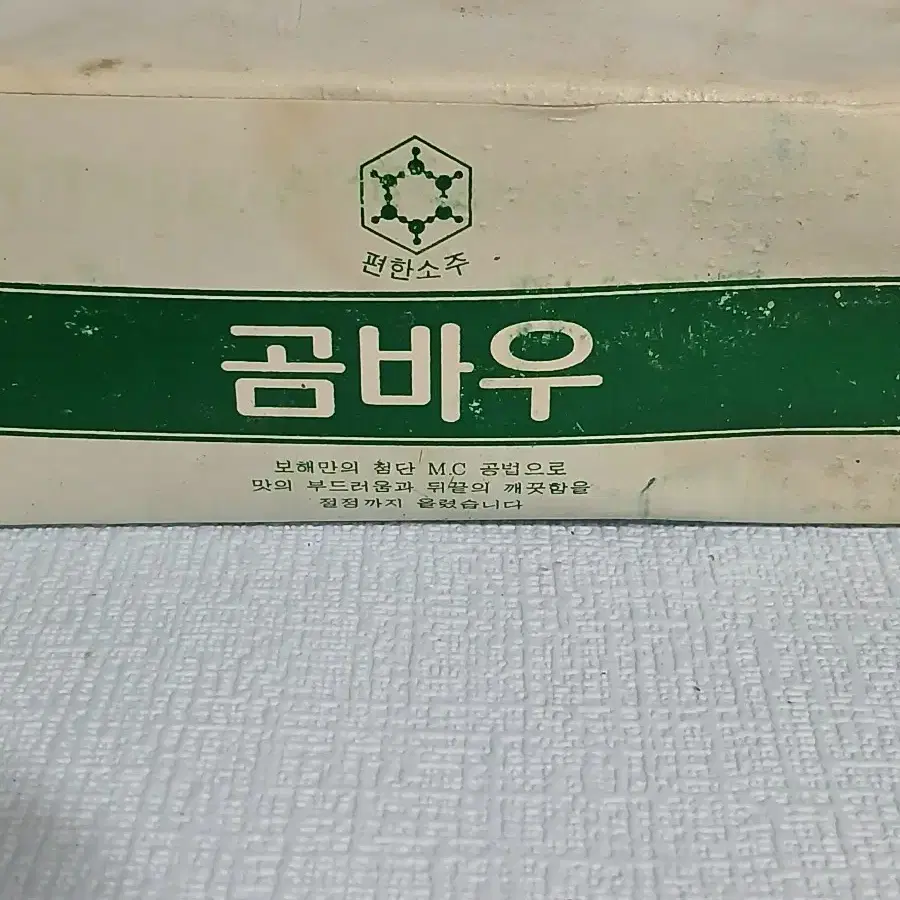 편한소주
곰바우
보해만의 첨단 M.C 공법으로
맛의 부드러움과 뒤끝의 깨끗함을
절정까지 올렸습니다